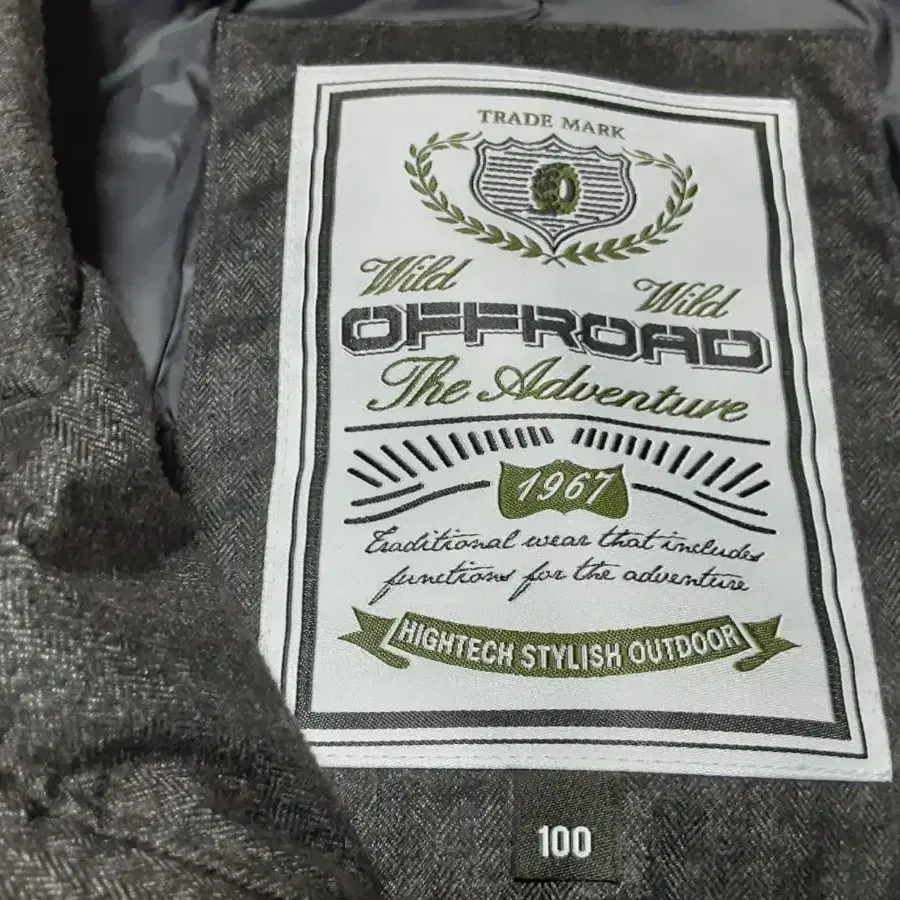 TRADE MARK
O
Wild Wild
OFFROAD
The Adventure
1967
Traditional wear that includes
functions for the adventure
HIGHTECH STYLISH OUTDOOR
100